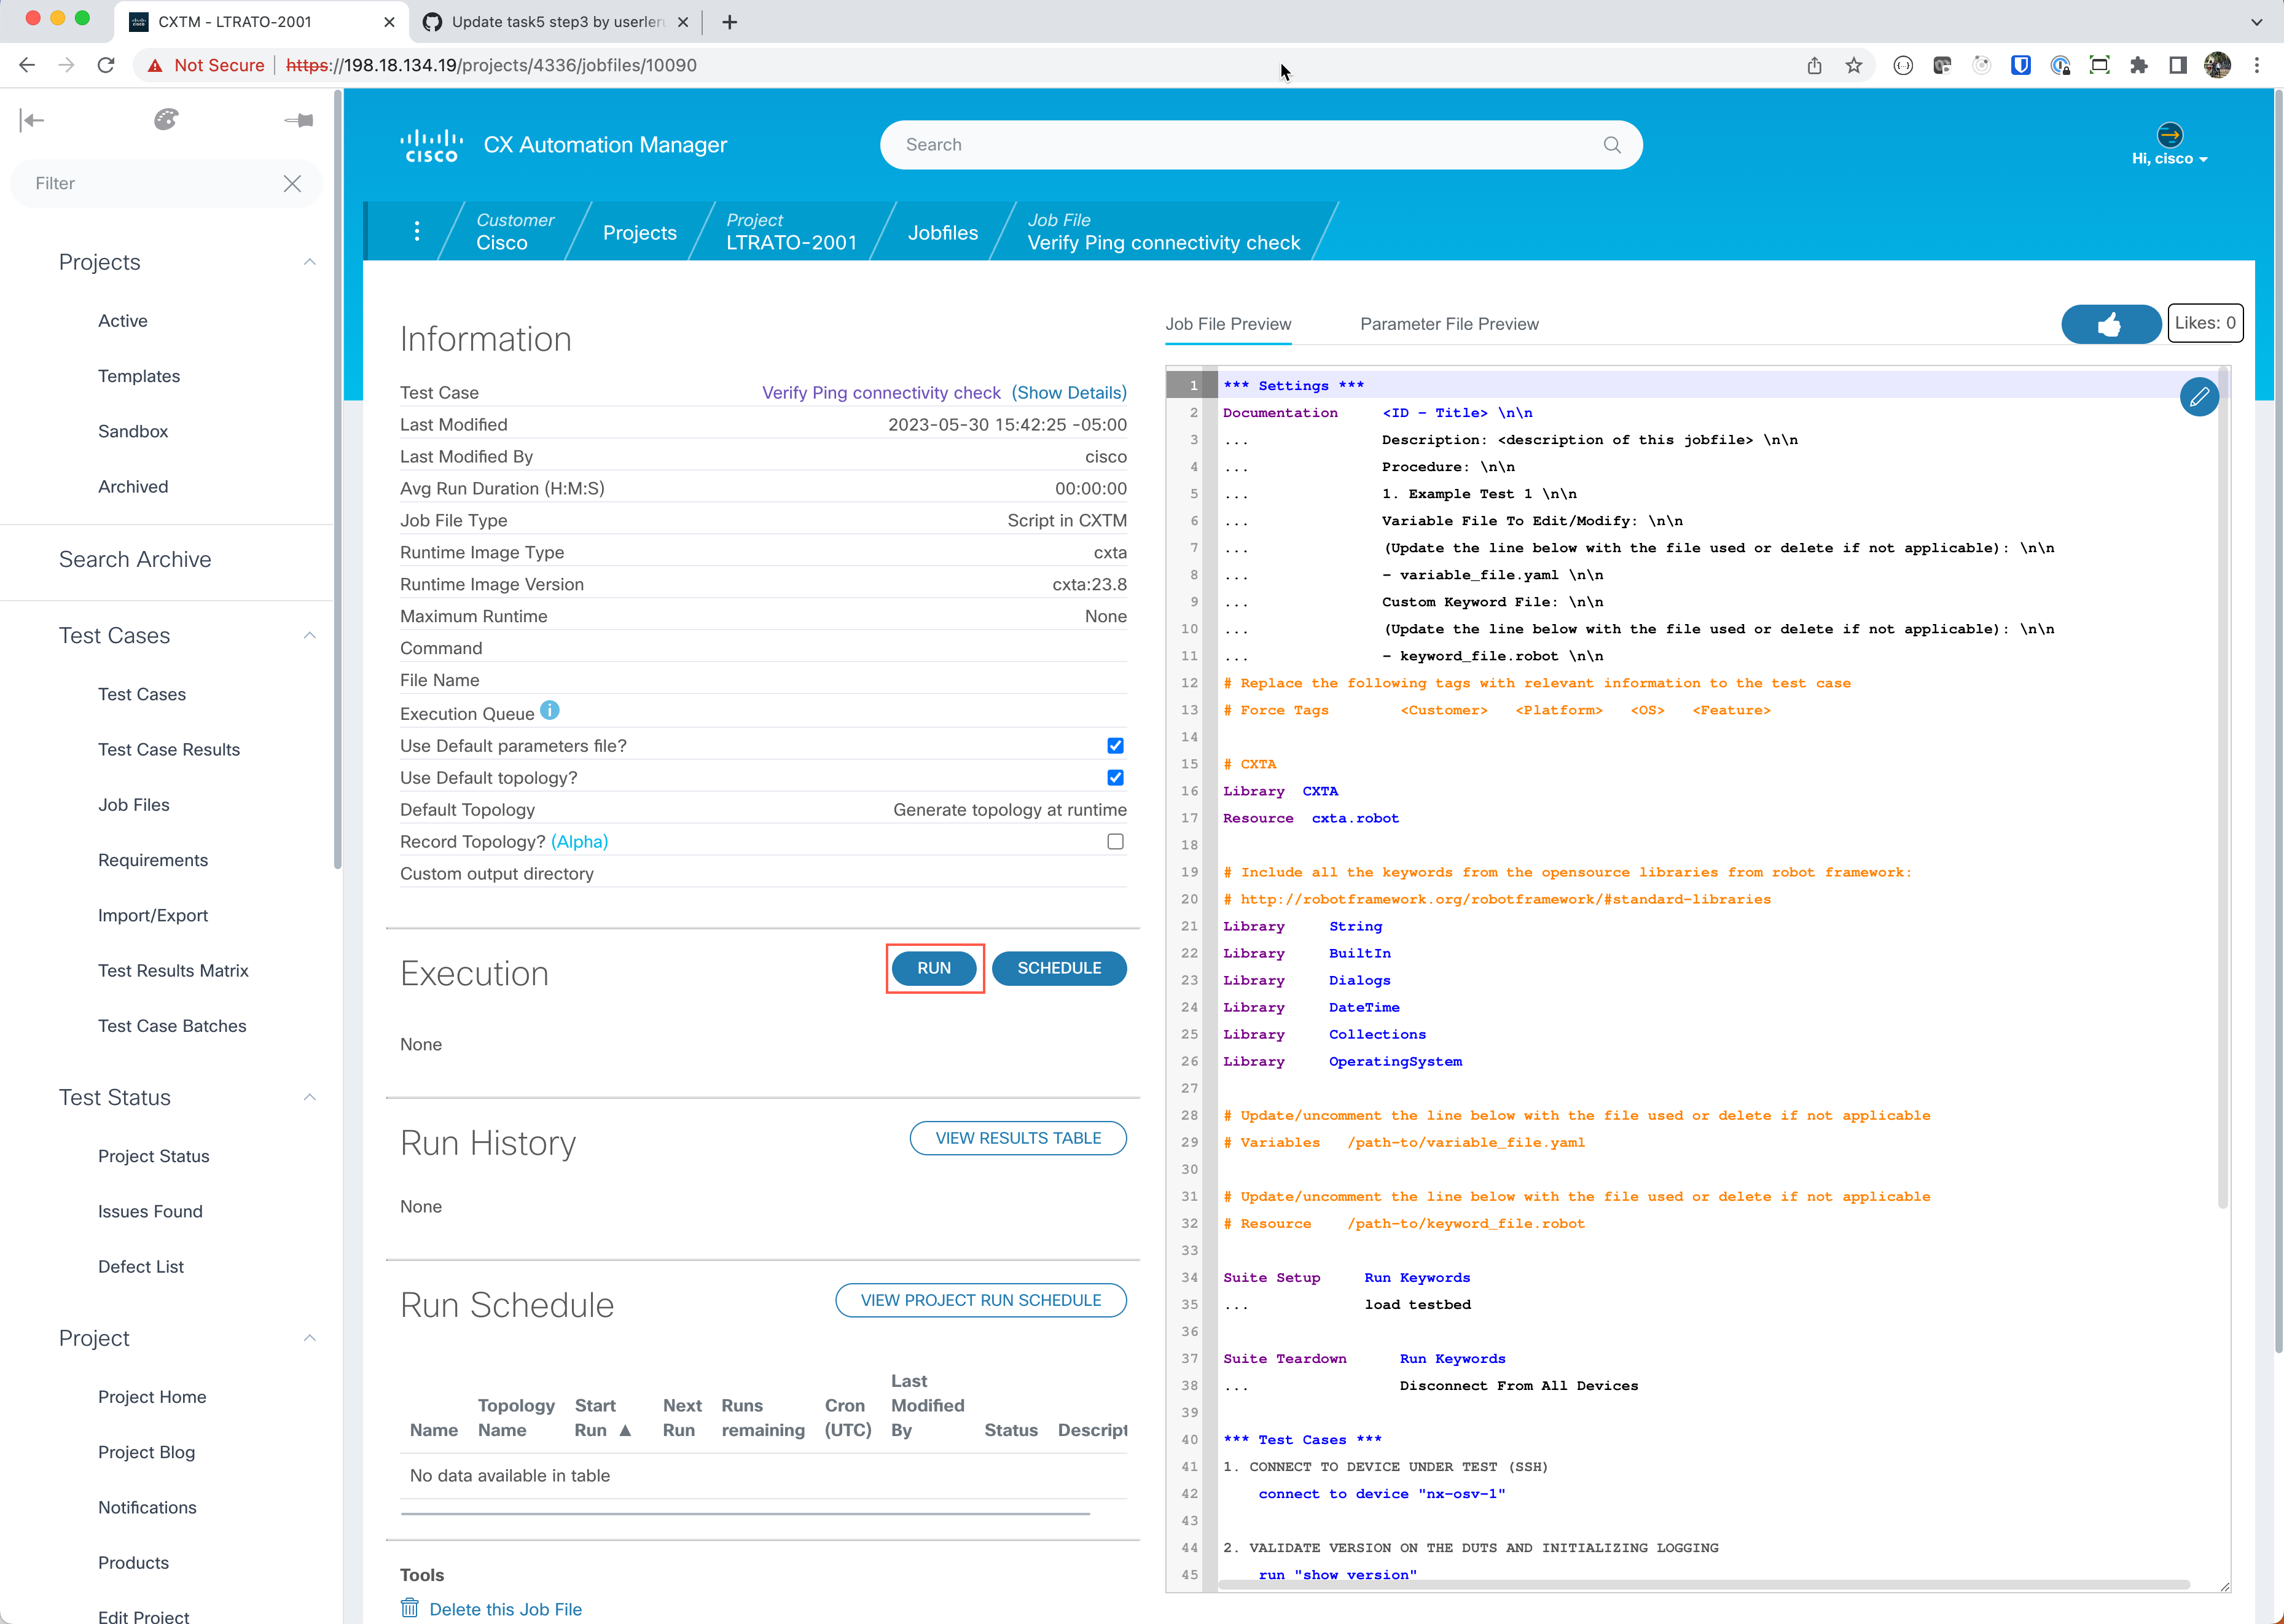 CXTM - LTRATO-2001
Update task5 step3 by userleru
Not Secure
https://198.18.134.19/projects/4336/jobfiles/10090
Filter
Projects
Active
Templates
Sandbox
Archived
Search Archive
Test Cases
Test Cases
Test Case Results
Job Files
Requirements
Import/Export
Test Results Matrix
Test Case Batches
Test Status
Project Status
Issues Found
Defect List
Project
Project Home
Project Blog
Notifications
Products
Edit Project
cisco
CX Automation Manager
Search
Hi, cisco
Customer
Cisco
Projects
Project
LTRATO-2001
Jobfiles
Job File
Verify Ping connectivity check
Information
Test Case Verify Ping connectivity check (Show Details)
Last Modified 2023-05-30 15:42:25 -05:00
Last Modified By cisco
Avg Run Duration (H:M:S) 00:00:00
Job File Type Script in CXTM
Runtime Image Type cxta
Runtime Image Version cxta:23.8
Maximum Runtime None
Command
File Name
Execution Queue i
Use Default parameters file?
Use Default topology?
Default Topology Generate topology at runtime
Record Topology? (Alpha)
Custom output directory
Execution
RUN
SCHEDULE
None
Run History
VIEW RESULTS TABLE
None
Run Schedule
VIEW PROJECT RUN SCHEDULE
Name
Topology Name
Start Run ▲
Next Run
Runs remaining
Cron (UTC)
Last Modified By
Status
Descript
No data available in table
Tools
Delete this Job File
Job File Preview
Parameter File Preview
Likes: 0
1 *** Settings ***
2 Documentation <ID - Title> \n\n
3 ... Description: <description of this jobfile> \n\n
4 ... Procedure: \n\n
5 ... 1. Example Test 1 \n\n
6 ... Variable File To Edit/Modify: \n\n
7 ... (Update the line below with the file used or delete if not applicable): \n\n
8 ... - variable_file.yaml \n\n
9 ... Custom Keyword File: \n\n
10 ... (Update the line below with the file used or delete if not applicable): \n\n
11 ... - keyword_file.robot \n\n
12 # Replace the following tags with relevant information to the test case
13 # Force Tags <Customer> <Platform> <OS> <Feature>
14
15 # CXTA
16 Library CXTA
17 Resource cxta.robot
18
19 # Include all the keywords from the opensource libraries from robot framework:
20 # http://robotframework.org/robotframework/#standard-libraries
21 Library String
22 Library BuiltIn
23 Library Dialogs
24 Library DateTime
25 Library Collections
26 Library OperatingSystem
27
28 # Update/uncomment the line below with the file used or delete if not applicable
29 # Variables /path-to/variable_file.yaml
30
31 # Update/uncomment the line below with the file used or delete if not applicable
32 # Resource /path-to/keyword_file.robot
33
34 Suite Setup Run Keywords
35 ... load testbed
36
37 Suite Teardown Run Keywords
38 ... Disconnect From All Devices
39
40 *** Test Cases ***
41 1. CONNECT TO DEVICE UNDER TEST (SSH)
42 connect to device "nx-osv-1"
43
44 2. VALIDATE VERSION ON THE DUTS AND INITIALIZING LOGGING
45 run "show version"